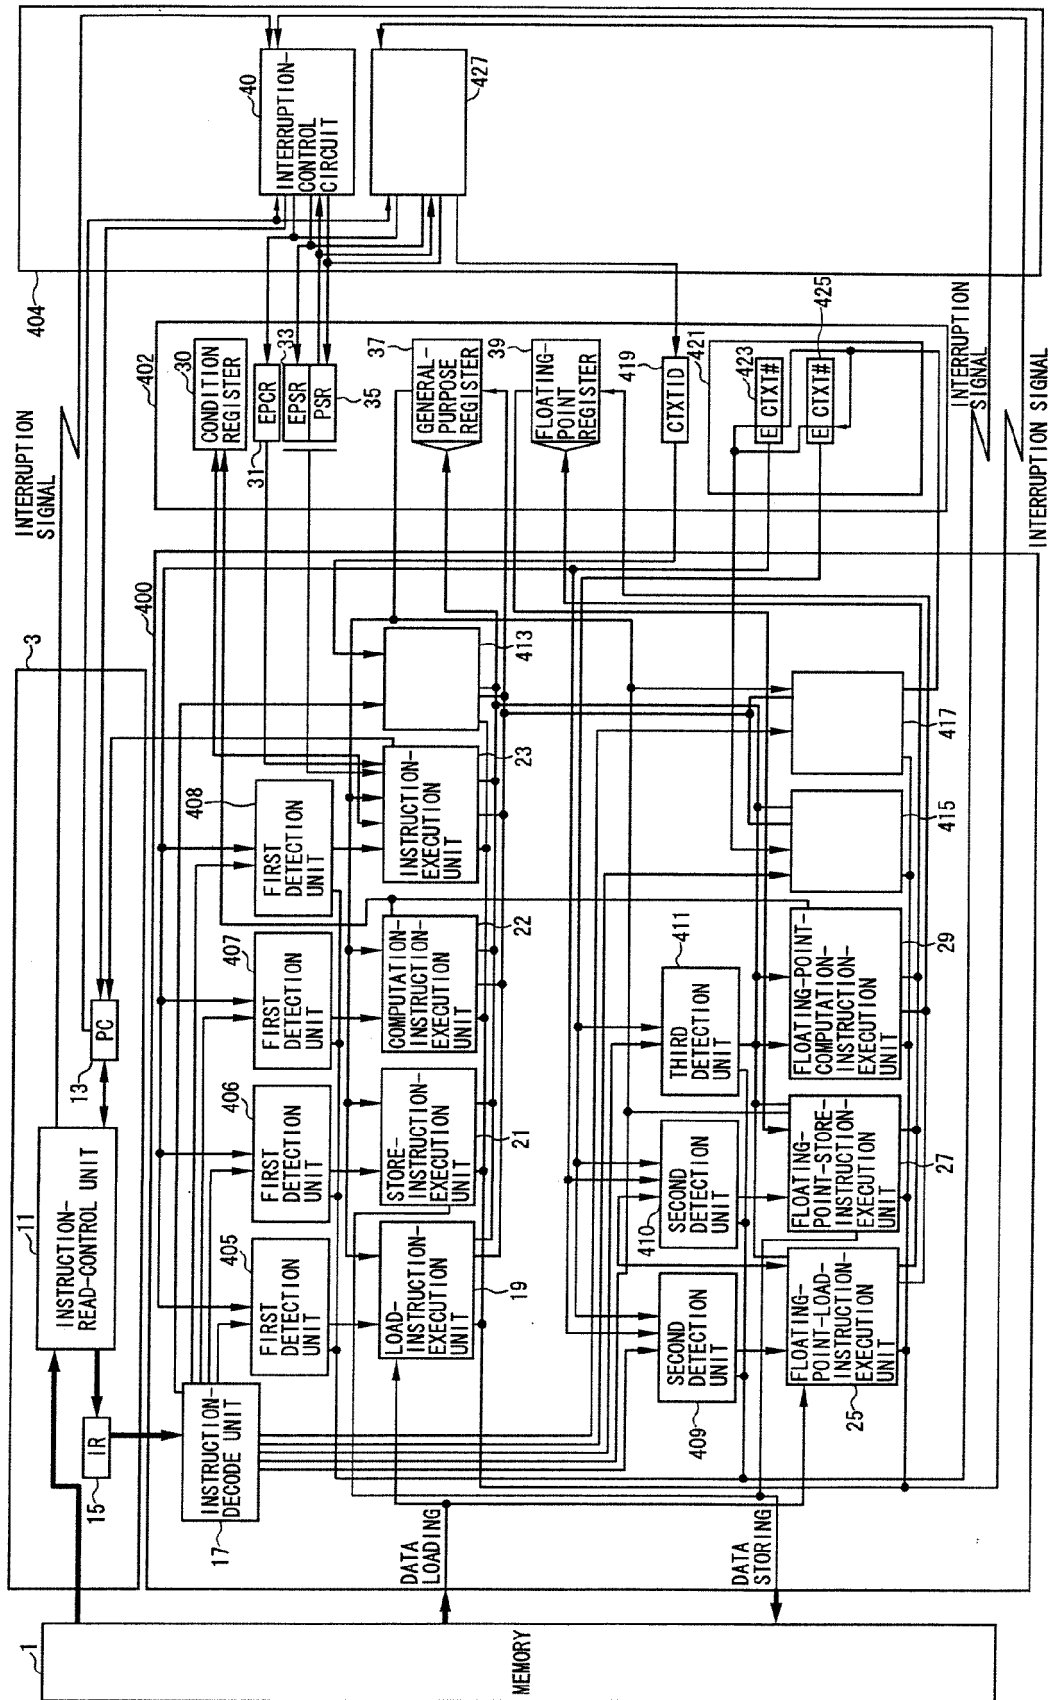 1
MEMORY
3
11
INSTRUCTION-
READ-CONTROL UNIT
13
PC
15
IR
INTERRUPTION
SIGNAL
400
17
INSTRUCTION-
DECODE UNIT
405
FIRST
DETECTION
UNIT
406
FIRST
DETECTION
UNIT
407
FIRST
DETECTION
UNIT
408
FIRST
DETECTION
UNIT
LOAD-
INSTRUCTION-
EXECUTION
UNIT
19
STORE-
INSTRUCTION-
EXECUTION
UNIT
21
COMPUTATION-
INSTRUCTION-
EXECUTION
UNIT
22
INSTRUCTION-
EXECUTION
UNIT
23
413
DATA
LOADING
DATA
STORING
SECOND
DETECTION
UNIT
409
SECOND
DETECTION
UNIT
410
THIRD
DETECTION
UNIT
411
FLOATING-
POINT-LOAD-
INSTRUCTION-
EXECUTION
UNIT
25
FLOATING-
POINT-STORE-
INSTRUCTION-
EXECUTION
UNIT
27
FLOATING-POINT-
COMPUTATION-
INSTRUCTION-
EXECUTION
UNIT
29
415
417
402
30
CONDITION
REGISTER
31
EPCR
33
EPSR
PSR
35
37
GENERAL-
PURPOSE
REGISTER
39
FLOATING-
POINT
REGISTER
CTXTID
419
421
423
E CTXT#
E CTXT#
425
INTERRUPTION
SIGNAL
INTERRUPTION SIGNAL
404
40
INTERRUPTION-
CONTROL
CIRCUIT
427